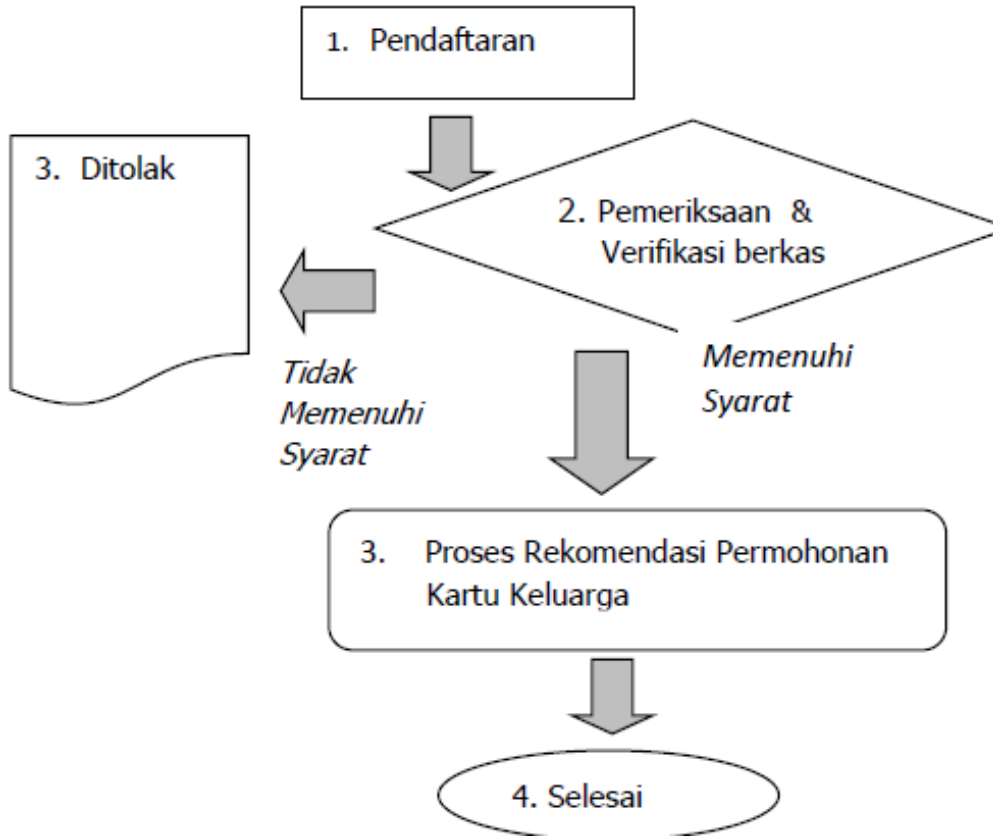 1. Pendaftaran
3. Ditolak
2. Pemeriksaan &
Verifikasi berkas
Tidak
Memenuhi
Syarat
Memenuhi
Syarat
3. Proses Rekomendasi Permohonan
Kartu Keluarga
4. Selesai